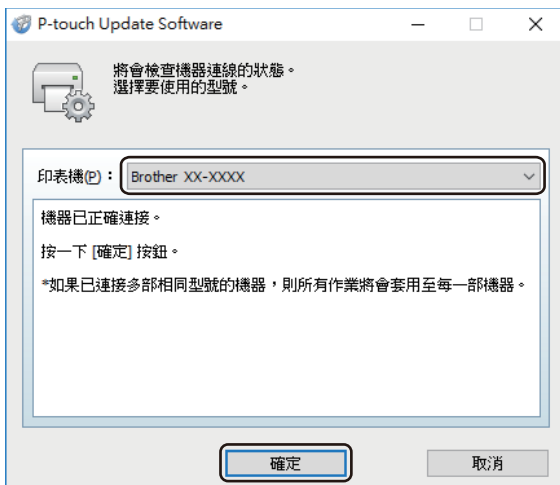 P-touch Update Software
將會檢查機器連線的狀態。
選擇要使用的型號。
印表機(P)： Brother XX-XXXX
機器已正確連接。
按一下 [確定] 按鈕。
*如果已連接多部相同型號的機器，則所有作業將會套用至每一部機器。
確定 取消